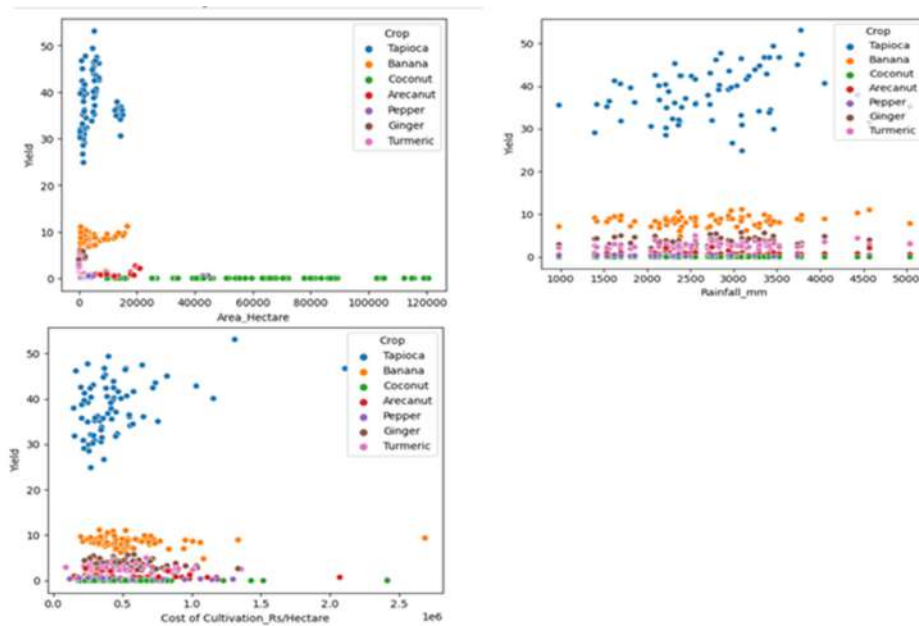 Crop
Tapioca
Banana
Coconut
Arecanut
Pepper
Ginger
Turmeric
Yield
50
40
30
20
10
0
0 20000 40000 60000 80000 100000 120000
Area_Hectare
Crop
Tapioca
Banana
Coconut
Arecanut
Pepper
Ginger
Turmeric
Yield
50
40
30
20
10
0
1000 1500 2000 2500 3000 3500 4000 4500 5000
Rainfall_mm
Crop
Tapioca
Banana
Coconut
Arecanut
Pepper
Ginger
Turmeric
Yield
50
40
30
20
10
0
0.0 0.5 1.0 1.5 2.0 2.5
1e6
Cost of Cultivation_Rs/Hectare